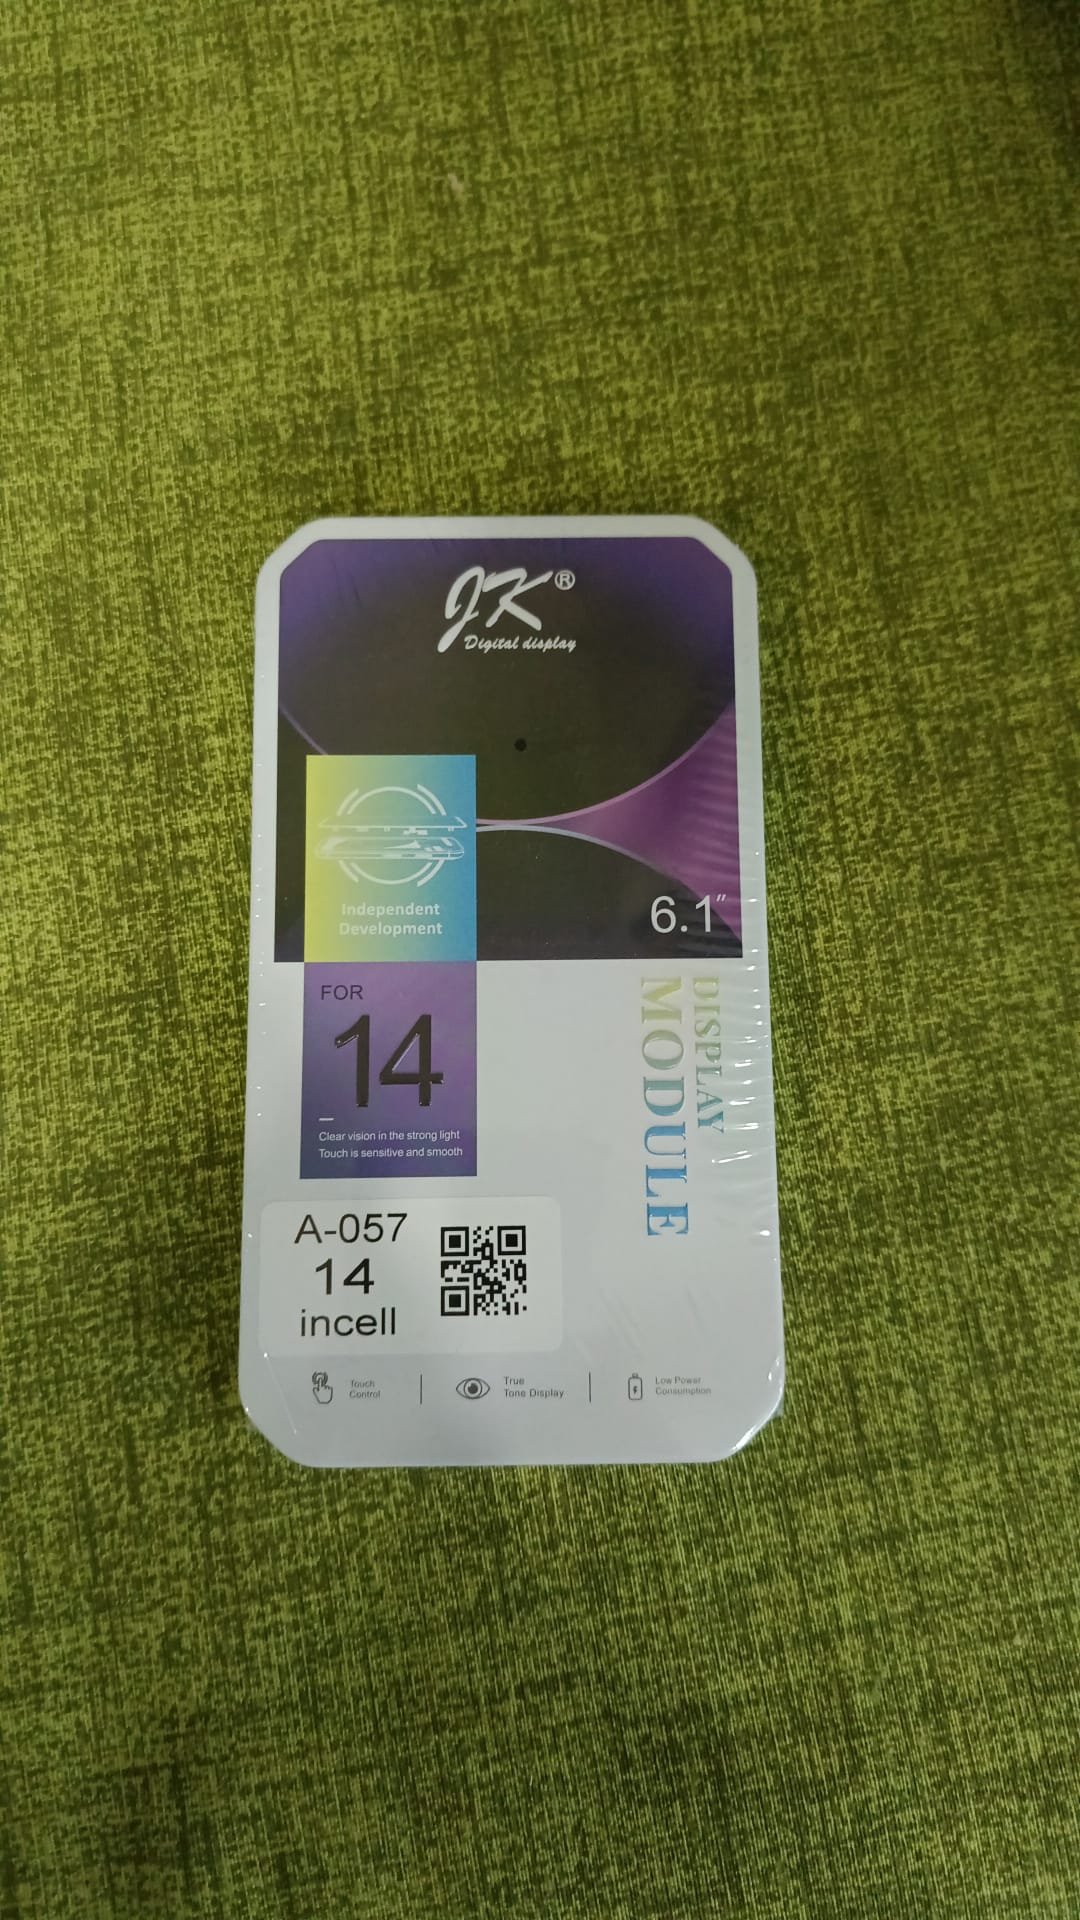 JK®
Digital display
Independent
Development
6.1"
FOR
14
Clear vision in the strong light
Touch is sensitive and smooth
DISPLAY
MODULE
A-057
14
incell
Touch
Control
True
Tone Display
Low Power
Consumption